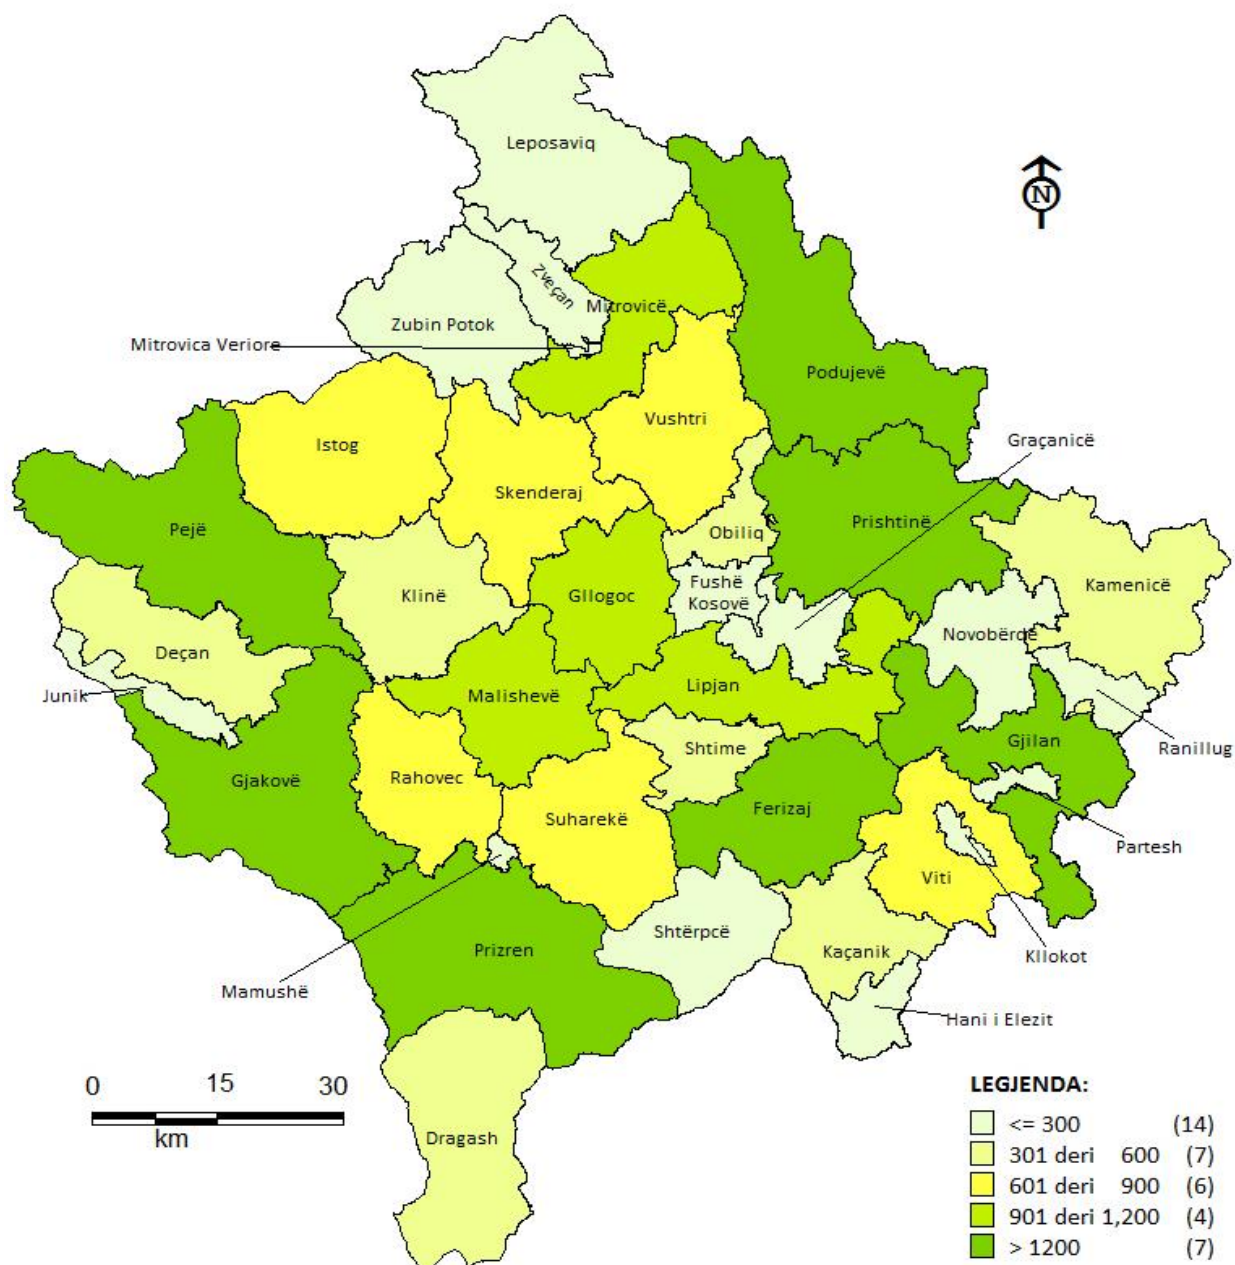 Leposaviq
N
Zveçan
Mitrovicë
Zubin Potok
Mitrovica Veriore
Podujevë
Vushtri
Graçanicë
Istog
Skenderaj
Prishtinë
Pejë
Obiliq
Fushë
Kosovë
Kamenicë
Klinë
Gllogoc
Novobërdë
Deçan
Junik
Malishevë
Lipjan
Ranillug
Shtime
Gjilan
Gjakovë
Rahovec
Ferizaj
Suharekë
Partesh
Viti
Shtërpcë
Prizren
Kaçanik
Kllokot
Mamushë
Hani i Elezit
0 15 30
km
Dragash
LEGJENDA:
<= 300 (14)
301 deri 600 (7)
601 deri 900 (6)
901 deri 1,200 (4)
> 1200 (7)